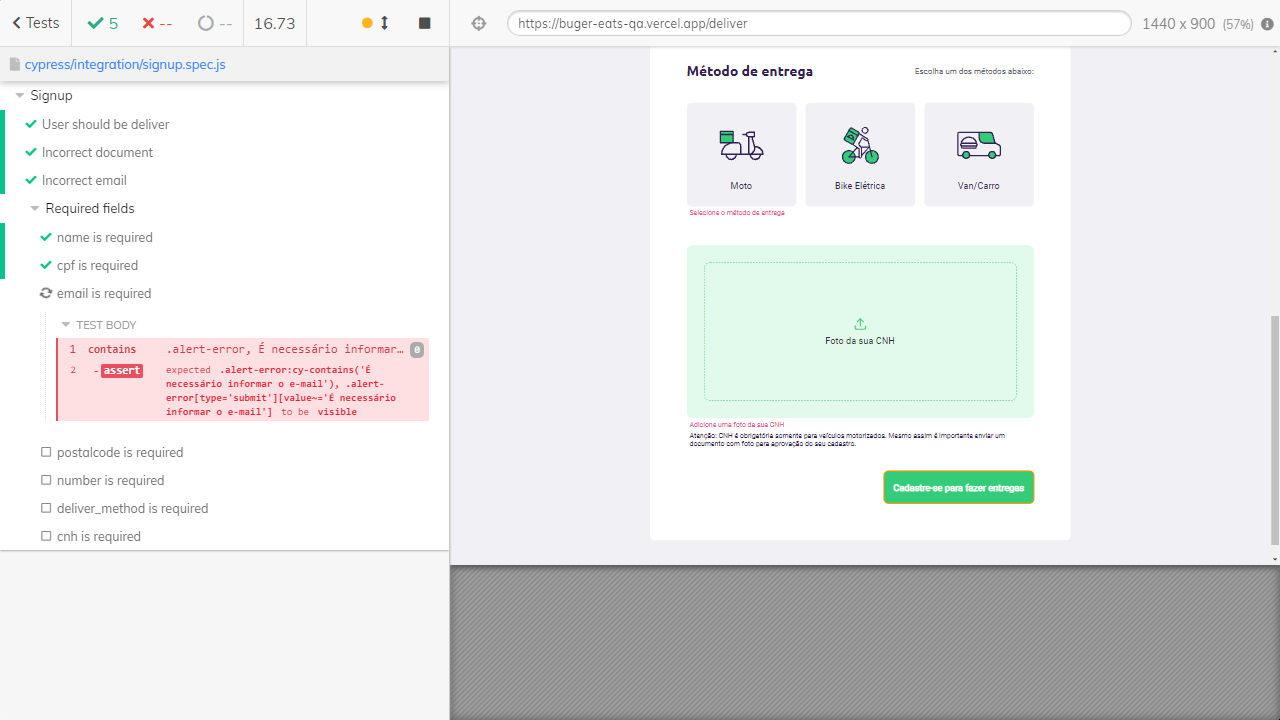 Tests
5
--
--
16.73
https://buger-eats-qa.vercel.app/deliver
1440 x 900 (57%)
cypress/integration/signup.spec.js
Signup
User should be deliver
Incorrect document
Incorrect email
Required fields
name is required
cpf is required
email is required
TEST BODY
1 contains .alert-error, É necessário informar… 0
2 -assert expected .alert-error:cy-contains('É
necessário informar o e-mail'), .alert-
error[type='submit'][value~='É necessário
informar o e-mail'] to be visible
postalcode is required
number is required
deliver_method is required
cnh is required
Método de entrega
Escolha um dos métodos abaixo:
Moto
Bike Elétrica
Van/Carro
Selecione o método de entrega
Foto da sua CNH
Adicione uma foto da sua CNH
Atenção: CNH é obrigatória somente para veículos motorizados. Mesmo assim é importante enviar um
documento com foto para aprovação do seu cadastro.
Cadastre-se para fazer entregas